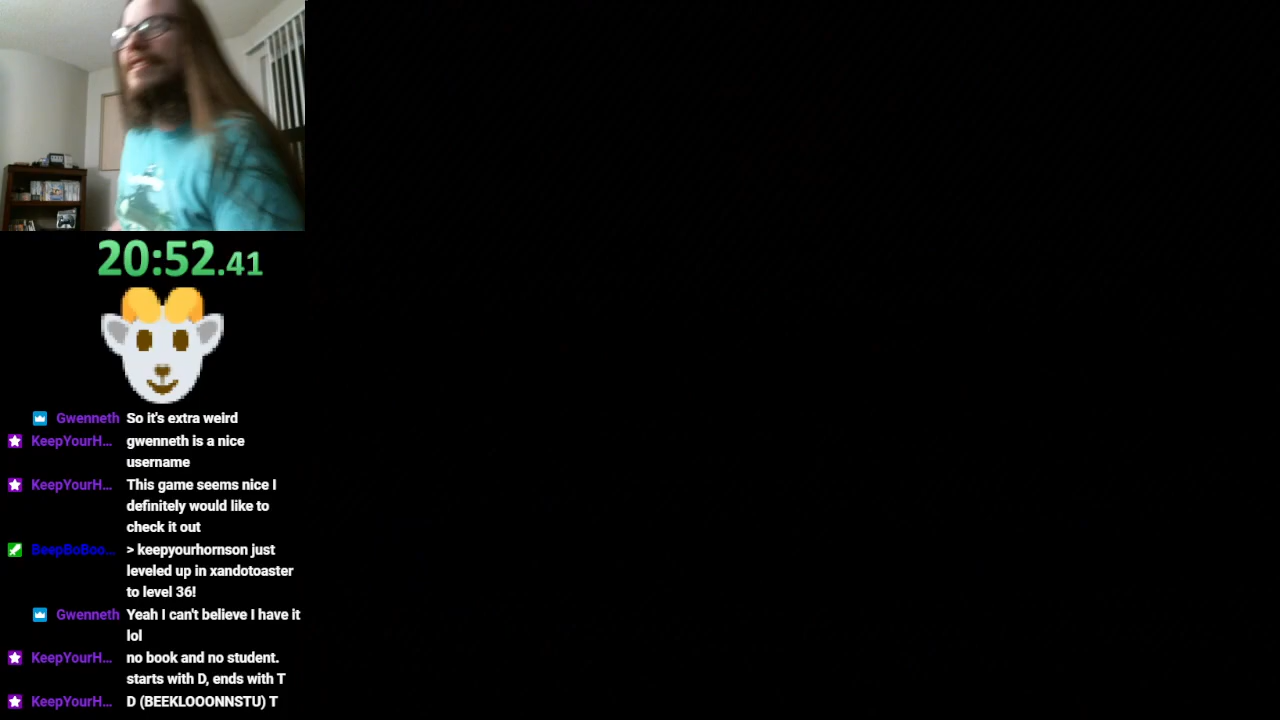 20:52.41
Gwenneth So it's extra weird
KeepYourH... gwenneth is a nice
username
KeepYourH... This game seems nice I
definitely would like to
check it out
BeepBoBoo... > keepyourhornson just
leveled up in xandotoaster
to level 36!
Gwenneth Yeah I can't believe I have it
lol
KeepYourH... no book and no student.
starts with D, ends with T
KeepYourH... D (BEEKLOOONNSTU) T